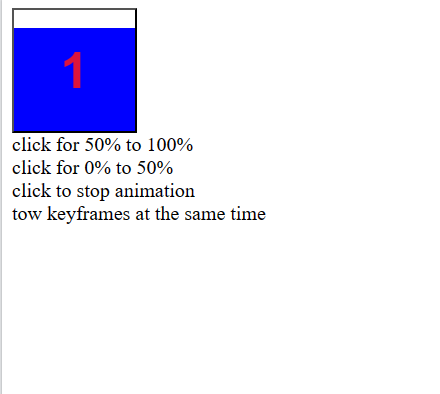 1
click for 50% to 100%
click for 0% to 50%
click to stop animation
tow keyframes at the same time